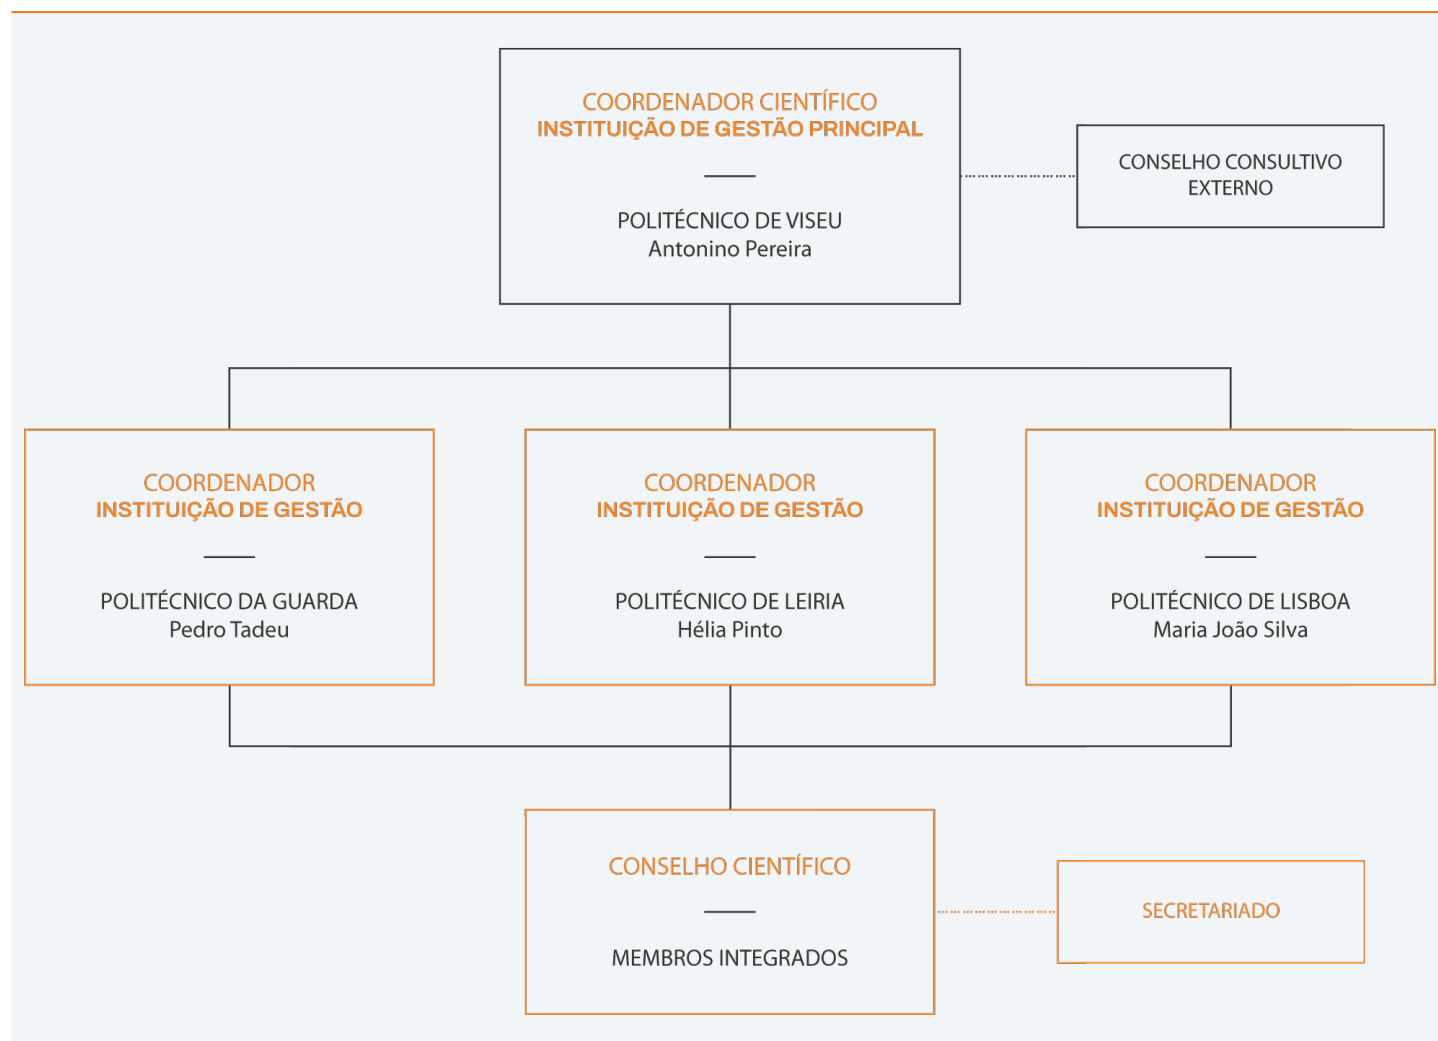 COORDENADOR CIENTÍFICO
INSTITUIÇÃO DE GESTÃO PRINCIPAL
POLITÉCNICO DE VISEU
Antonino Pereira
CONSELHO CONSULTIVO
EXTERNO
COORDENADOR
INSTITUIÇÃO DE GESTÃO
POLITÉCNICO DA GUARDA
Pedro Tadeu
COORDENADOR
INSTITUIÇÃO DE GESTÃO
POLITÉCNICO DE LEIRIA
Hélia Pinto
COORDENADOR
INSTITUIÇÃO DE GESTÃO
POLITÉCNICO DE LISBOA
Maria João Silva
CONSELHO CIENTÍFICO
MEMBROS INTEGRADOS
SECRETARIADO